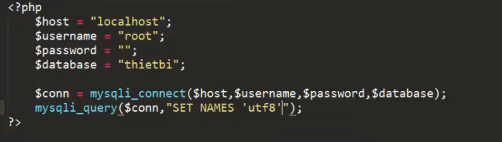 <?php
    $host = "localhost";
    $username = "root";
    $password = "";
    $database = "thietbi";

    $conn = mysqli_connect($host,$username,$password,$database);
    mysqli_query($conn,"SET NAMES 'utf8'");
?>